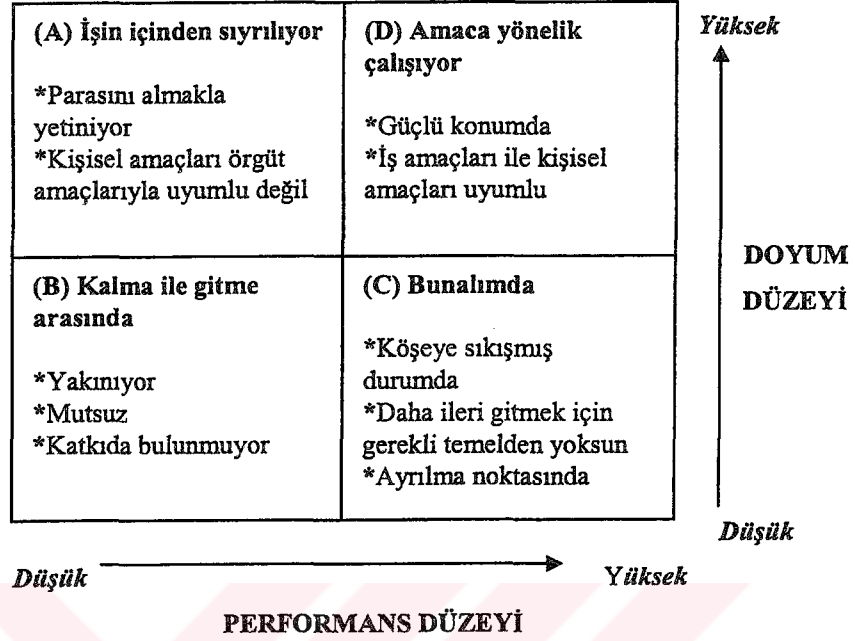 (A) İşin içinden sıyrılıyor
*Parasını almakla
yetiniyor
*Kişisel amaçları örgüt
amaçlarıyla uyumlu değil
(D) Amaca yönelik
çalışıyor
*Güçlü konumda
*İş amaçları ile kişisel
amaçları uyumlu
(B) Kalma ile gitme
arasında
*Yakınıyor
*Mutsuz
*Katkıda bulunmuyor
(C) Bunalımda
*Köşeye sıkışmış
durumda
*Daha ileri gitmek için
gerekli temelden yoksun
*Ayrılma noktasında
Yüksek
DOYUM
DÜZEYİ
Düşük
Düşük
Yüksek
PERFORMANS DÜZEYİ